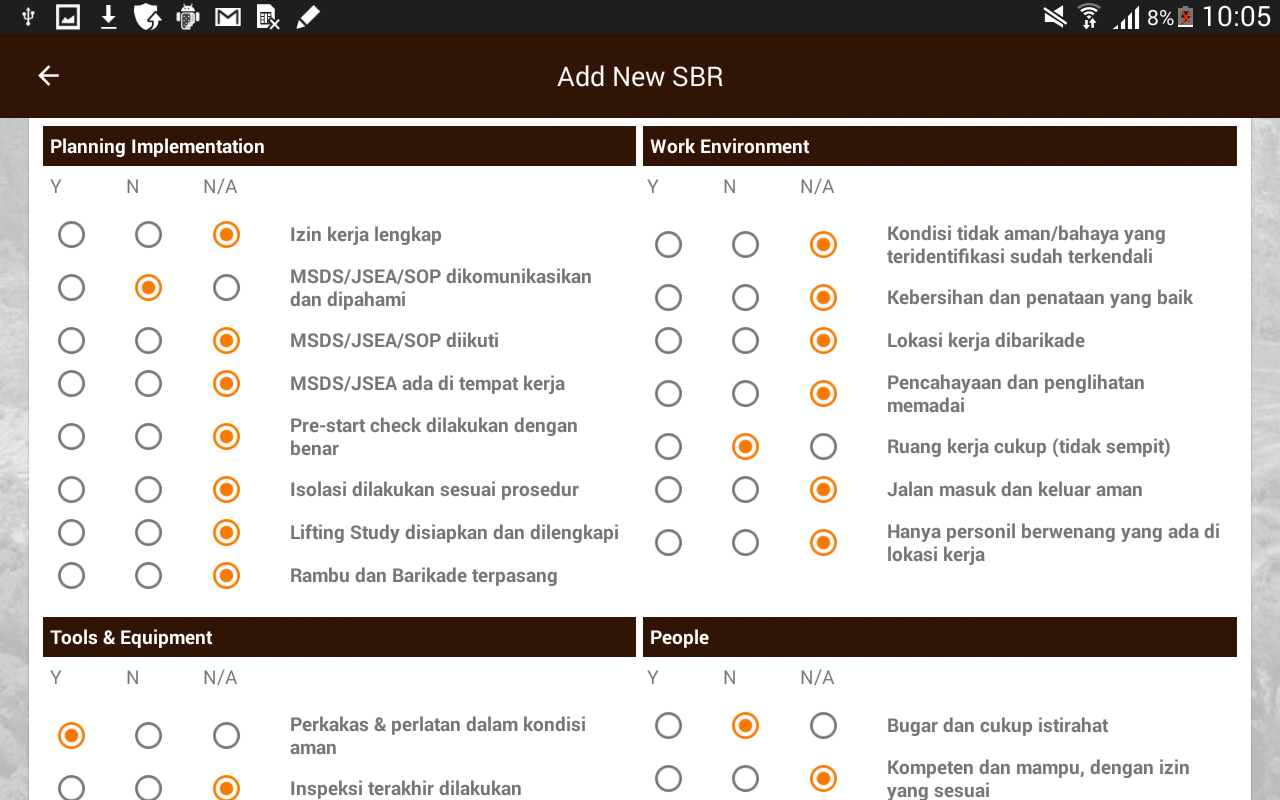 8% 10:05
Add New SBR
Planning Implementation
Y N N/A
Izin kerja lengkap
MSDS/JSEA/SOP dikomunikasikan
dan dipahami
MSDS/JSEA/SOP diikuti
MSDS/JSEA ada di tempat kerja
Pre-start check dilakukan dengan
benar
Isolasi dilakukan sesuai prosedur
Lifting Study disiapkan dan dilengkapi
Rambu dan Barikade terpasang
Work Environment
Y N N/A
Kondisi tidak aman/bahaya yang
teridentifikasi sudah terkendali
Kebersihan dan penataan yang baik
Lokasi kerja dibarikade
Pencahayaan dan penglihatan
memadai
Ruang kerja cukup (tidak sempit)
Jalan masuk dan keluar aman
Hanya personil berwenang yang ada di
lokasi kerja
Tools & Equipment
Y N N/A
Perkakas & perlatan dalam kondisi
aman
Inspeksi terakhir dilakukan
People
Y N N/A
Bugar dan cukup istirahat
Kompeten dan mampu, dengan izin
yang sesuai